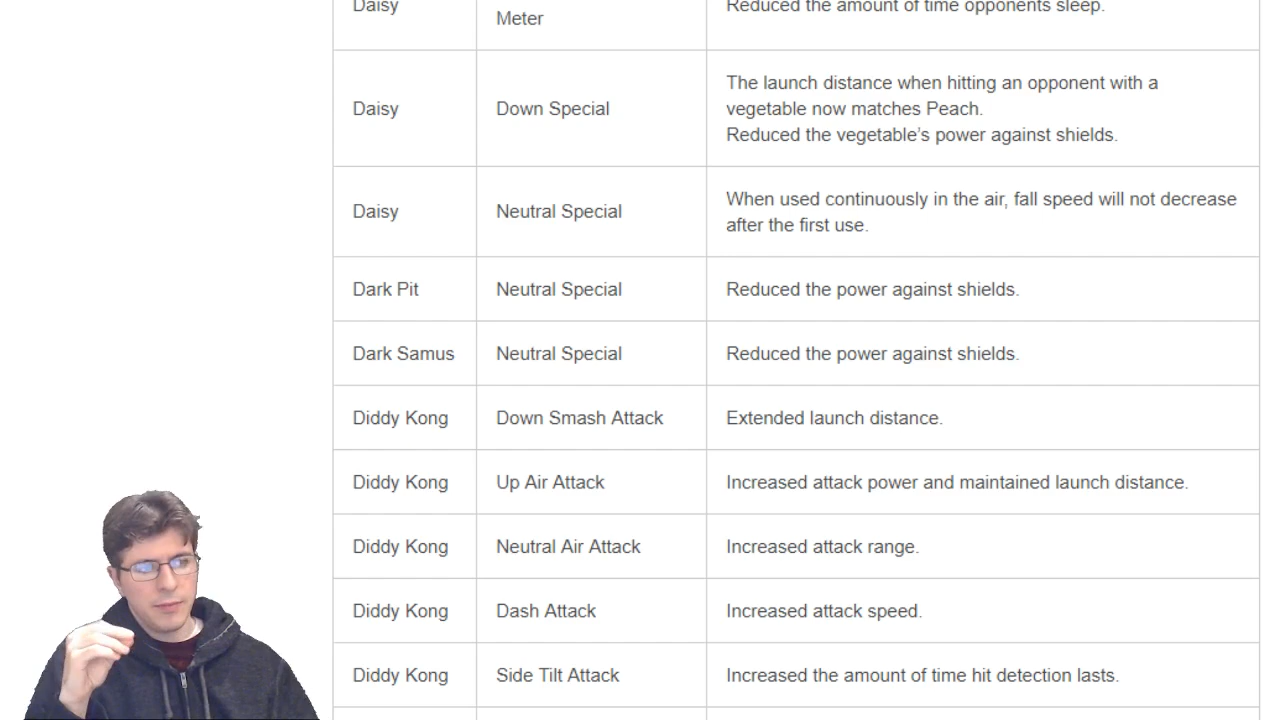 Daisy
Meter
Reduced the amount of time opponents sleep.
Daisy
Down Special
The launch distance when hitting an opponent with a
vegetable now matches Peach.
Reduced the vegetable’s power against shields.
Daisy
Neutral Special
When used continuously in the air, fall speed will not decrease
after the first use.
Dark Pit
Neutral Special
Reduced the power against shields.
Dark Samus
Neutral Special
Reduced the power against shields.
Diddy Kong
Down Smash Attack
Extended launch distance.
Diddy Kong
Up Air Attack
Increased attack power and maintained launch distance.
Diddy Kong
Neutral Air Attack
Increased attack range.
Diddy Kong
Dash Attack
Increased attack speed.
Diddy Kong
Side Tilt Attack
Increased the amount of time hit detection lasts.